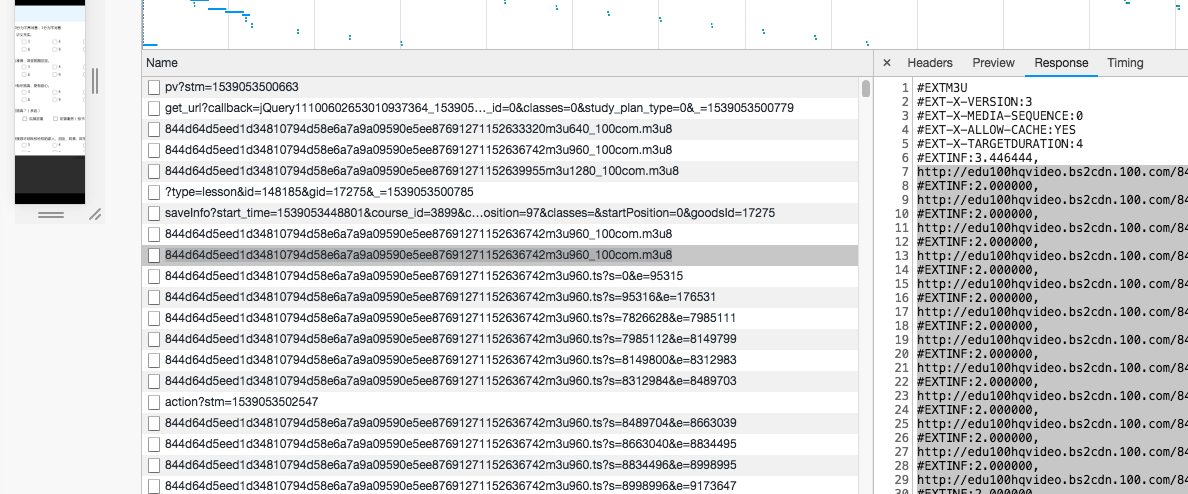 Name
pv?stm=1539053500663
get_url?callback=jQuery11100602653010937364_153905…_id=0&classes=0&study_plan_type=0&_=1539053500779
844d64d5eed1d34810794d58e6a7a9a09590e5ee87691271152633320m3u640_100com.m3u8
844d64d5eed1d34810794d58e6a7a9a09590e5ee87691271152636742m3u960_100com.m3u8
844d64d5eed1d34810794d58e6a7a9a09590e5ee87691271152639955m3u1280_100com.m3u8
?type=lesson&id=148185&gid=17275&_=1539053500785
saveInfo?start_time=1539053448801&course_id=3899&c…osition=97&classes=&startPosition=0&goodsId=17275
844d64d5eed1d34810794d58e6a7a9a09590e5ee87691271152636742m3u960_100com.m3u8
844d64d5eed1d34810794d58e6a7a9a09590e5ee87691271152636742m3u960_100com.m3u8
844d64d5eed1d34810794d58e6a7a9a09590e5ee87691271152636742m3u960.ts?s=0&e=95315
844d64d5eed1d34810794d58e6a7a9a09590e5ee87691271152636742m3u960.ts?s=95316&e=176531
844d64d5eed1d34810794d58e6a7a9a09590e5ee87691271152636742m3u960.ts?s=7826628&e=7985111
844d64d5eed1d34810794d58e6a7a9a09590e5ee87691271152636742m3u960.ts?s=7985112&e=8149799
844d64d5eed1d34810794d58e6a7a9a09590e5ee87691271152636742m3u960.ts?s=8149800&e=8312983
844d64d5eed1d34810794d58e6a7a9a09590e5ee87691271152636742m3u960.ts?s=8312984&e=8489703
action?stm=1539053502547
844d64d5eed1d34810794d58e6a7a9a09590e5ee87691271152636742m3u960.ts?s=8489704&e=8663039
844d64d5eed1d34810794d58e6a7a9a09590e5ee87691271152636742m3u960.ts?s=8663040&e=8834495
844d64d5eed1d34810794d58e6a7a9a09590e5ee87691271152636742m3u960.ts?s=8834496&e=8998995
844d64d5eed1d34810794d58e6a7a9a09590e5ee87691271152636742m3u960.ts?s=8998996&e=9173647
× Headers Preview Response Timing
1 #EXTM3U
2 #EXT-X-VERSION:3
3 #EXT-X-MEDIA-SEQUENCE:0
4 #EXT-X-ALLOW-CACHE:YES
5 #EXT-X-TARGETDURATION:4
6 #EXTINF:3.446444,
7 http://edu100hqvideo.bs2cdn.100.com/84
8 #EXTINF:2.000000,
9 http://edu100hqvideo.bs2cdn.100.com/84
10 #EXTINF:2.000000,
11 http://edu100hqvideo.bs2cdn.100.com/84
12 #EXTINF:2.000000,
13 http://edu100hqvideo.bs2cdn.100.com/84
14 #EXTINF:2.000000,
15 http://edu100hqvideo.bs2cdn.100.com/84
16 #EXTINF:2.000000,
17 http://edu100hqvideo.bs2cdn.100.com/84
18 #EXTINF:2.000000,
19 http://edu100hqvideo.bs2cdn.100.com/84
20 #EXTINF:2.000000,
21 http://edu100hqvideo.bs2cdn.100.com/84
22 #EXTINF:2.000000,
23 http://edu100hqvideo.bs2cdn.100.com/84
24 #EXTINF:2.000000,
25 http://edu100hqvideo.bs2cdn.100.com/84
26 #EXTINF:2.000000,
27 http://edu100hqvideo.bs2cdn.100.com/84
28 #EXTINF:2.000000,
29 http://edu100hqvideo.bs2cdn.100.com/84
30 #EXTINF:2.000000,